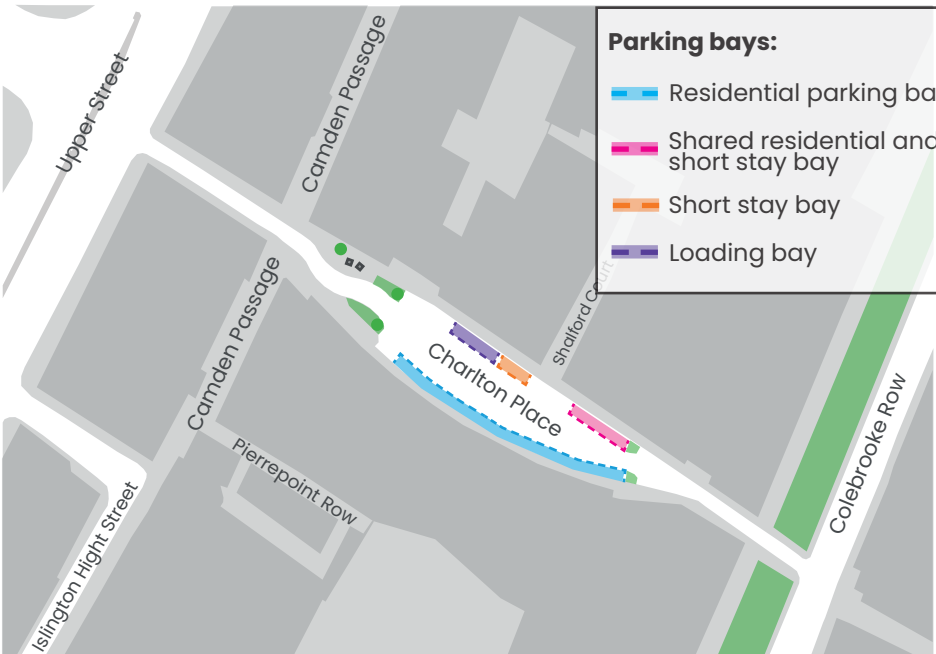 Parking bays:
Residential parking ba
Shared residential and
short stay bay
Short stay bay
Loading bay
Upper Street
Camden Passage
Camden Passage
Shalford Court
Charlton Place
Colebrooke Row
Pierrepoint Row
Islington Hight Street